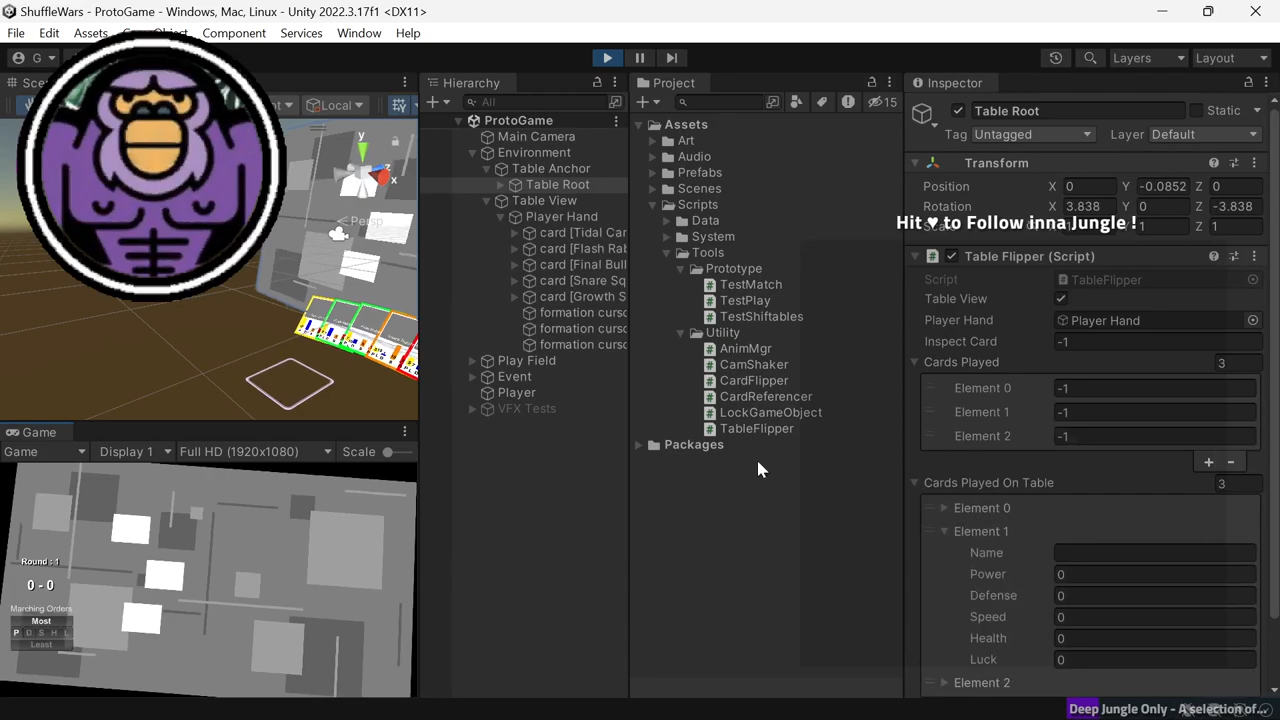 ShuffleWars - ProtoGame - Windows, Mac, Linux - Unity 2022.3.17f1 <DX11>
File Edit Assets Component Services Window Help
G Layers Layout
Hierarchy Project Inspector
Local All 15 Table Root Static
Tag Untagged Layer Default
ProtoGame
Main Camera
Environment
Table Anchor
Table Root
Table View
Player Hand
card [Tidal Car
card [Flash Ral
card [Final Bul
card [Snare Sq
card [Growth S
formation curs
formation curs
formation curs
Play Field
Event
Player
VFX Tests
Assets
Art
Audio
Prefabs
Scenes
Scripts
Data
System
Tools
Prototype
TestMatch
TestPlay
TestShiftables
Utility
AnimMgr
CamShaker
CardFlipper
CardReferencer
LockGameObject
TableFlipper
Packages
Transform
Position X 0 Y -0.0852 Z 0
Rotation X 3.838 Y 0 Z -3.838
Hit ♥ to Follow inna Jungle !
Y 1 Z 1
Table Flipper (Script)
Script TableFlipper
Table View
Player Hand Player Hand
Inspect Card -1
Cards Played 3
Element 0 -1
Element 1 -1
Element 2 -1
Cards Played On Table 3
Element 0
Element 1
Name
Power 0
Defense 0
Speed 0
Health 0
Luck 0
Element 2
y
z
x
Persp
Game
Game Display 1 Full HD (1920x1080) Scale
Round : 1
0 - 0
Marching Orders
Most
P D S H L
Least
Deep Jungle Only - A selection of...